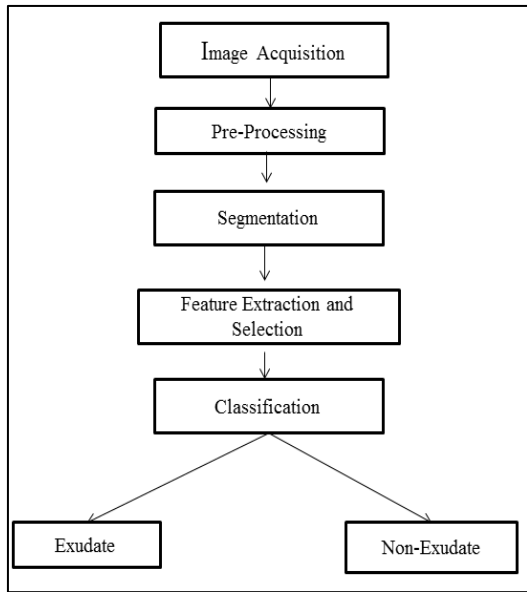 Image Acquisition
Pre-Processing
Segmentation
Feature Extraction and
Selection
Classification
Exudate
Non-Exudate